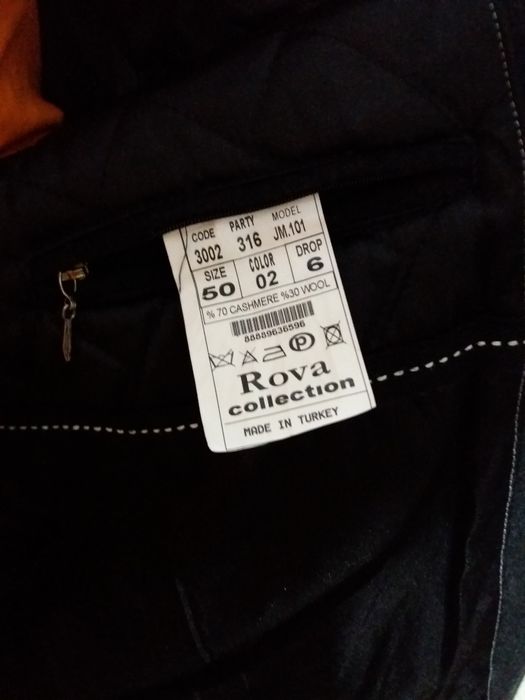 CODE PARTY MODEL
3002 316 JM.101
SIZE COLOR DROP
50 02 6
% 70 CASHMERE %30 WOOL
88889636596
P
Rova
collection
MADE IN TURKEY